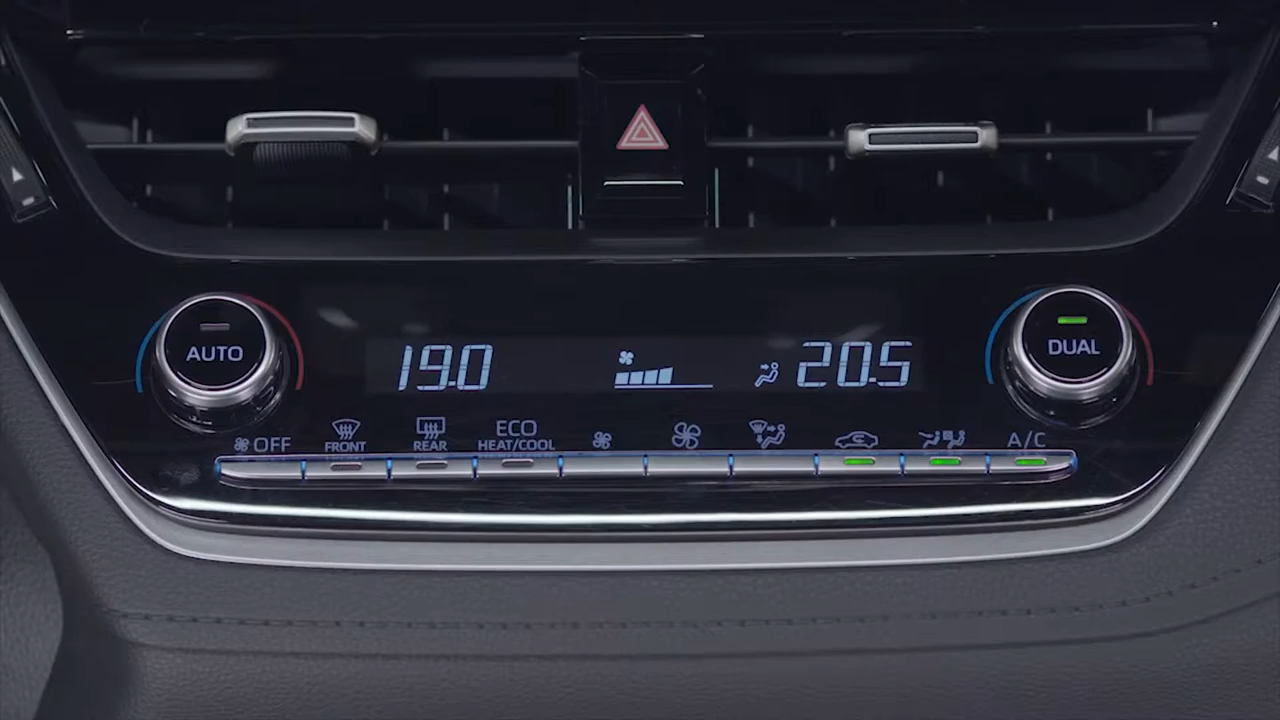 AUTO
19.0
20.5
DUAL
OFF
FRONT
REAR
ECO
HEAT/COOL
A/C